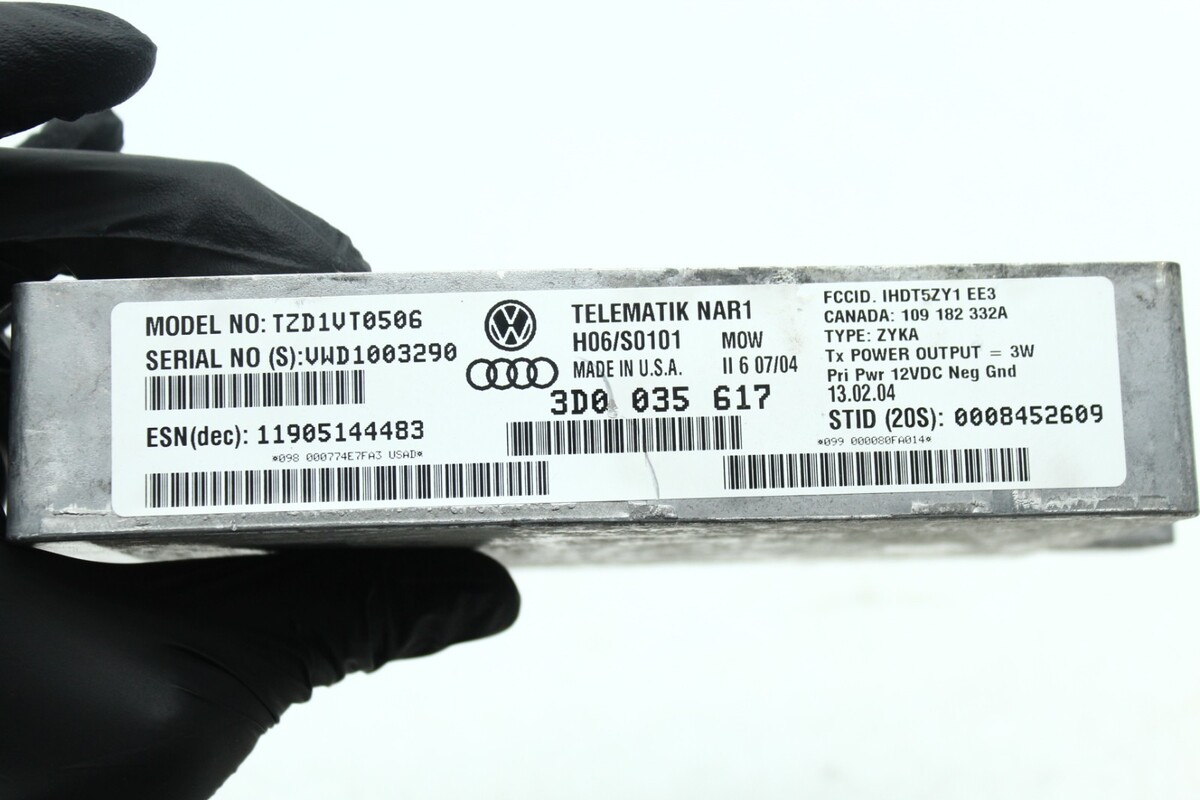 MODEL NO: TZD1VT0506
SERIAL NO (S): VWD1003290
ESN(dec): 11905144483
*098 000774E7FA3 USAD*
TELEMATIK NAR1
H06/S0101 MOW
MADE IN U.S.A. II 6 07/04
3D0 035 617
FCCID. IHDT5ZY1 EE3
CANADA: 109 182 332A
TYPE: ZYKA
Tx POWER OUTPUT = 3W
Pri Pwr 12VDC Neg Gnd
13.02.04
STID (20S): 0008452609
*099 000080FA014*